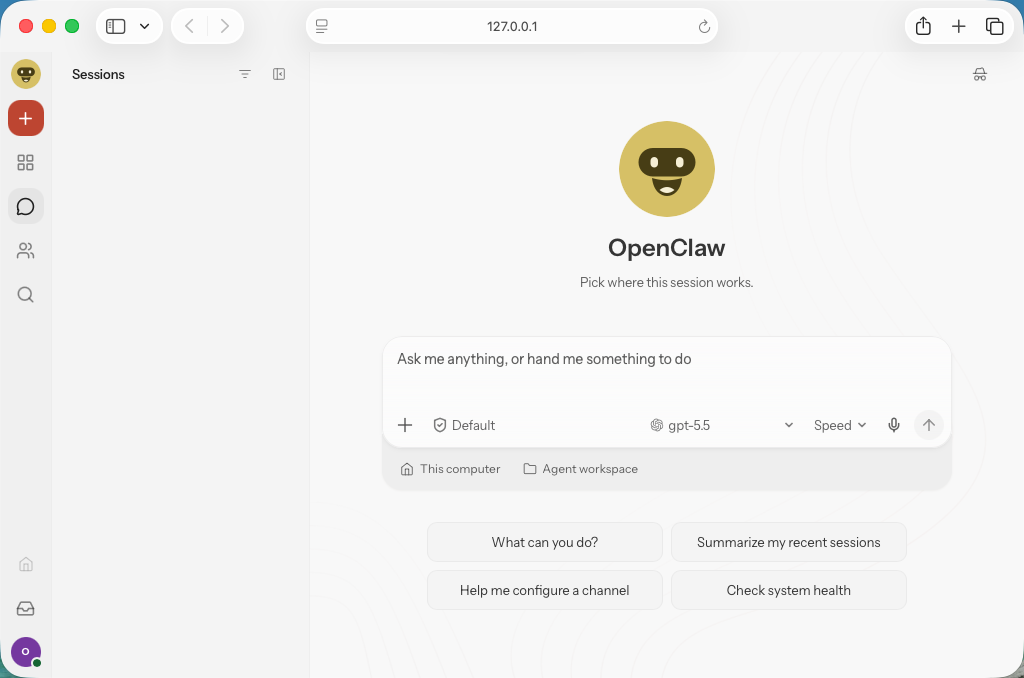 127.0.0.1
Sessions
OpenClaw
Pick where this session works.
Ask me anything, or hand me something to do
Default
gpt-5.5
Speed
This computer
Agent workspace
What can you do?
Summarize my recent sessions
Help me configure a channel
Check system health
O